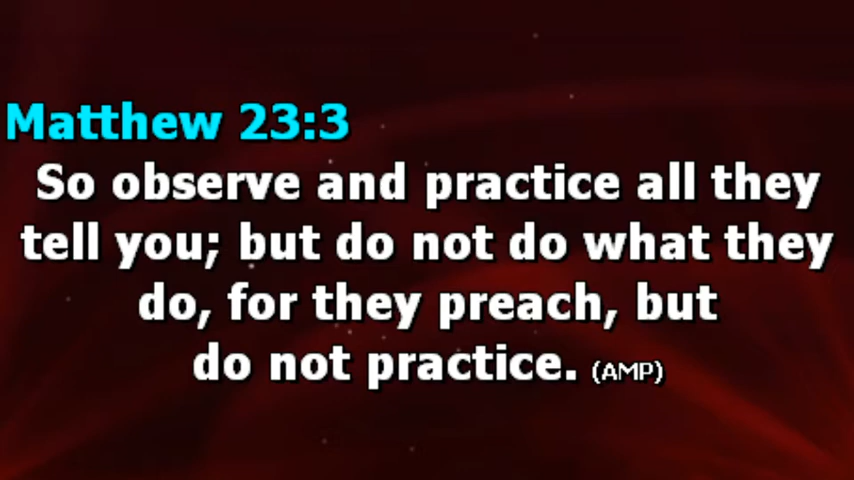 Matthew 23:3
So observe and practice all they
tell you; but do not do what they
do, for they preach, but
do not practice. (AMP)